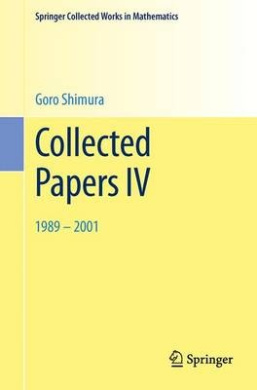 Springer Collected Works in Mathematics
Goro Shimura
Collected
Papers IV
1989 – 2001
Springer